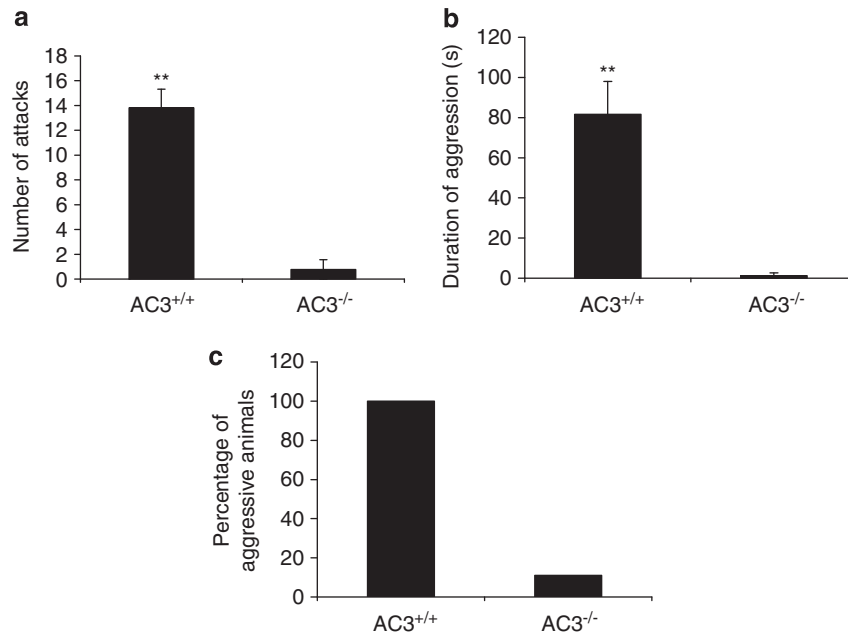 a
18
16
14
12
10
8
6
4
2
0
Number of attacks
**
AC3+/+
AC3-/-
b
120
100
80
60
40
20
0
Duration of aggression (s)
**
AC3+/+
AC3-/-
c
120
100
80
60
40
20
0
Percentage of
aggressive animals
AC3+/+
AC3-/-